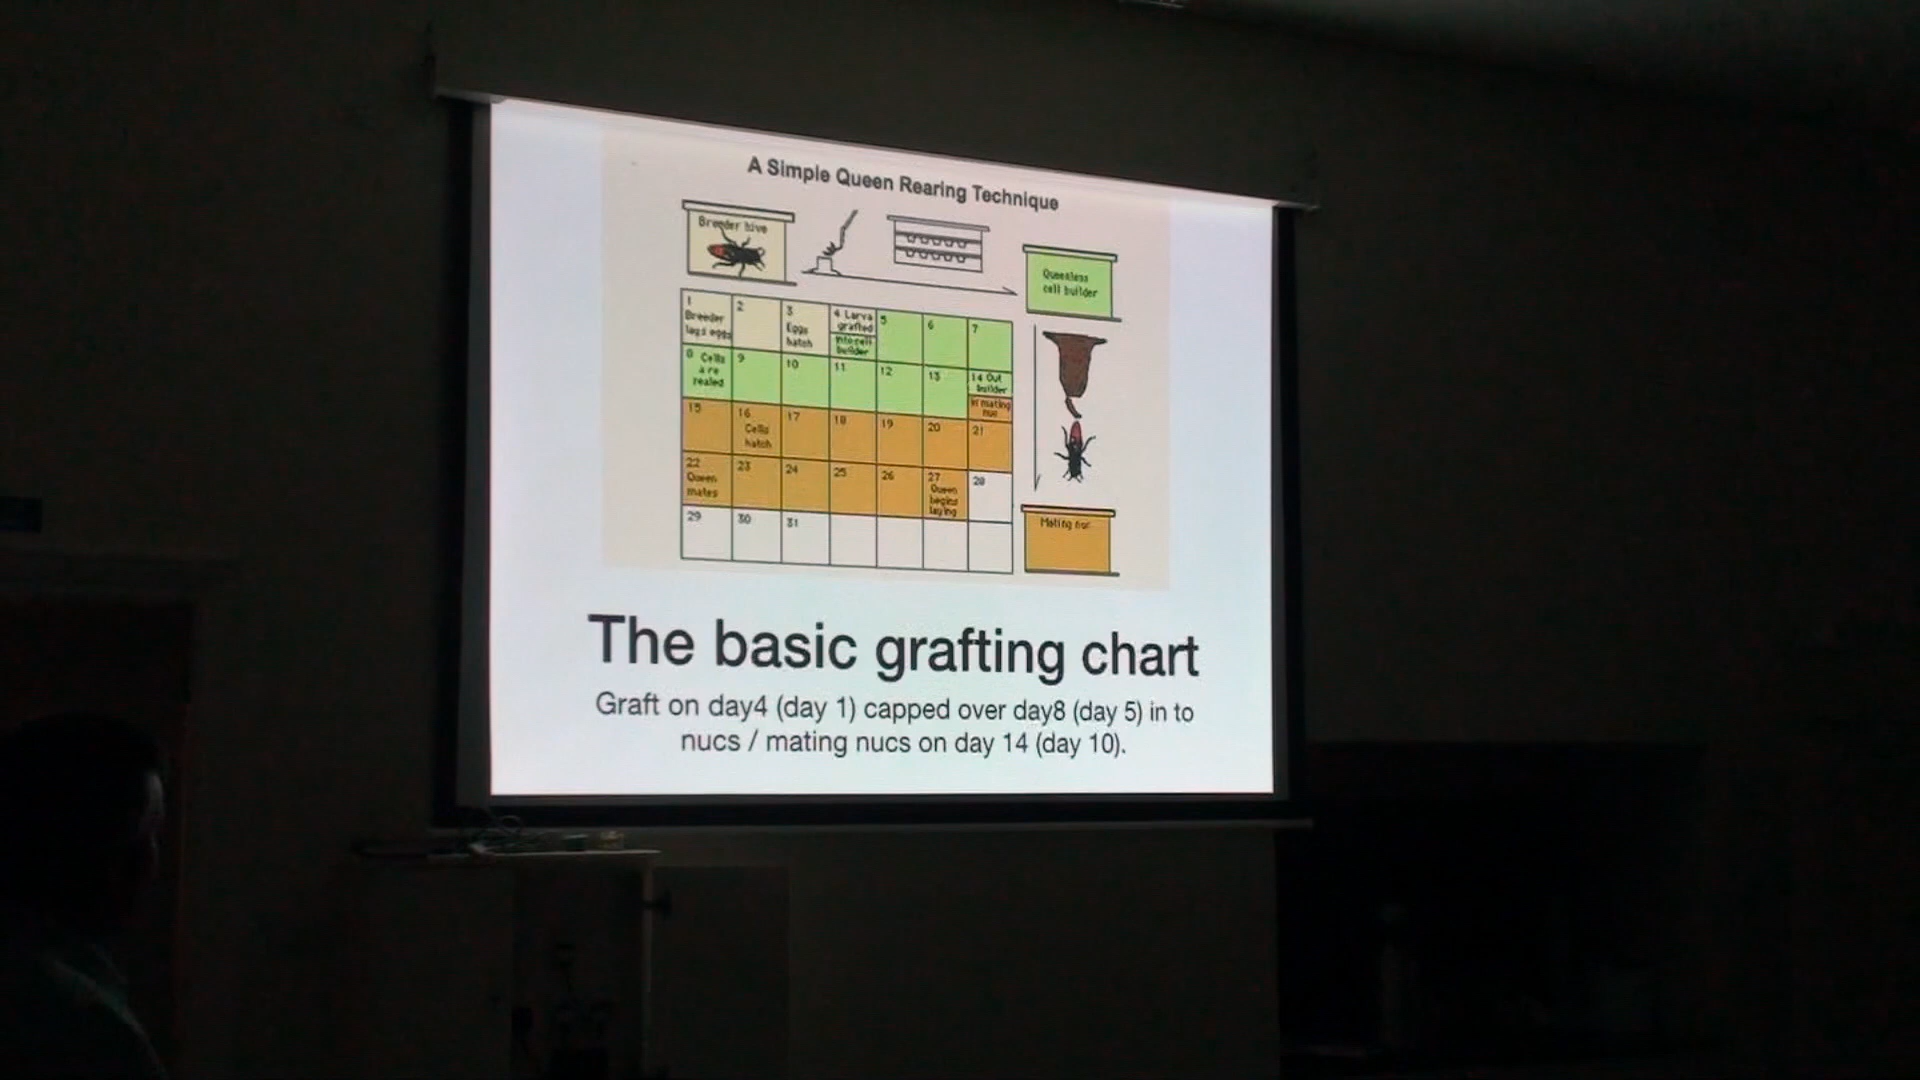 A Simple Queen Rearing Technique
Breeder hive
Queenless
cell builder
1
Breeder
lays eggs
2
3
Eggs
hatch
4 Larva
grafted
into cell
builder
5
6
7
8 Cells
are
sealed
9
10
11
12
13
14 Out
builder
in mating
nuc
15
16
Cells
hatch
17
18
19
20
21
22
Queen
mates
23
24
25
26
27
Queen
begins
laying
28
29
30
31
Mating nuc
The basic grafting chart
Graft on day4 (day 1) capped over day8 (day 5) in to
nucs / mating nucs on day 14 (day 10).